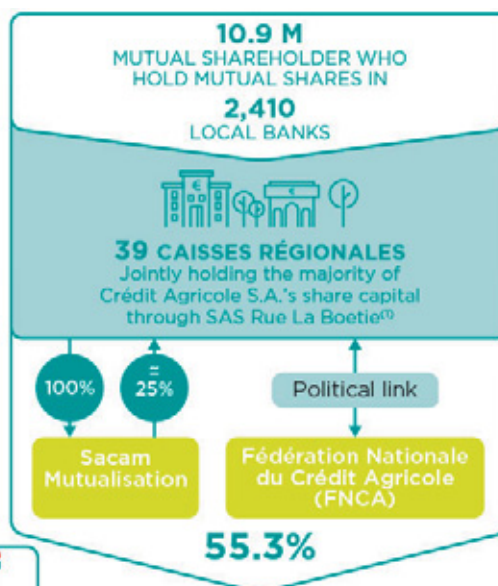 10.9 M
MUTUAL SHAREHOLDER WHO
HOLD MUTUAL SHARES IN
2,410
LOCAL BANKS
€
€
39 CAISSES RÉGIONALES
Jointly holding the majority of
Crédit Agricole S.A.'s share capital
through SAS Rue La Boetie(1)
100%
=
25%
Political link
Sacam
Mutualisation
Fédération Nationale
du Crédit Agricole
(FNCA)
55.3%